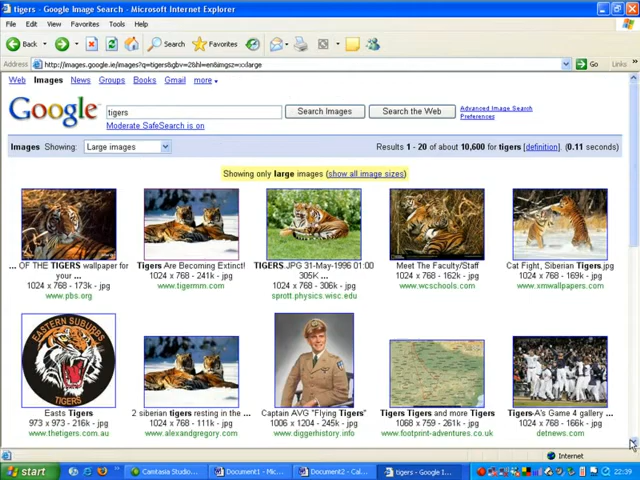 tigers - Google Image Search - Microsoft Internet Explorer
File Edit View Favorites Tools Help
Back Search Favorites
Address http://images.google.ie/images?q=tigers&gbv=2&hl=en&imgsz=xxlarge Go Links
Web Images News Groups Books Gmail more
Google tigers Search Images Search the Web Advanced Image Search
Preferences
Moderate SafeSearch is on
Images Showing: Large images Results 1 - 20 of about 10,600 for tigers [definition]. (0.11 seconds)
Showing only large images (show all image sizes)
... OF THE TIGERS wallpaper for your ...
1024 x 768 - 173k - jpg
www.pbs.org
Tigers Are Becoming Extinct!
1024 x 768 - 241k - jpg
www.tigermm.com
TIGERS.JPG 31-May-1996 01:00 305K ...
1024 x 768 - 306k - jpg
sprott.physics.wisc.edu
Meet The Faculty/Staff
1024 x 768 - 162k - jpg
www.wcschools.com
Cat Fight, Siberian Tigers.jpg
1024 x 768 - 169k - jpg
www.xmwallpapers.com
EASTERN SUBURBS
TIGERS
Easts Tigers
973 x 973 - 216k - jpg
www.thetigers.com.au
2 siberian tigers resting in the ...
1024 x 768 - 111k - jpg
www.alexandgregory.com
Captain AVG "Flying Tigers"
1006 x 1204 - 245k - jpg
www.diggerhistory.info
Tigers Tigers and more Tigers
1068 x 759 - 261k - jpg
www.footprint-adventures.co.uk
Tigers-A's Game 4 gallery ...
1024 x 768 - 166k - jpg
detnews.com
Internet
start Camtasia Studio... Document1 - Mic... Document2 - Cal... tigers - Google I... 22:39